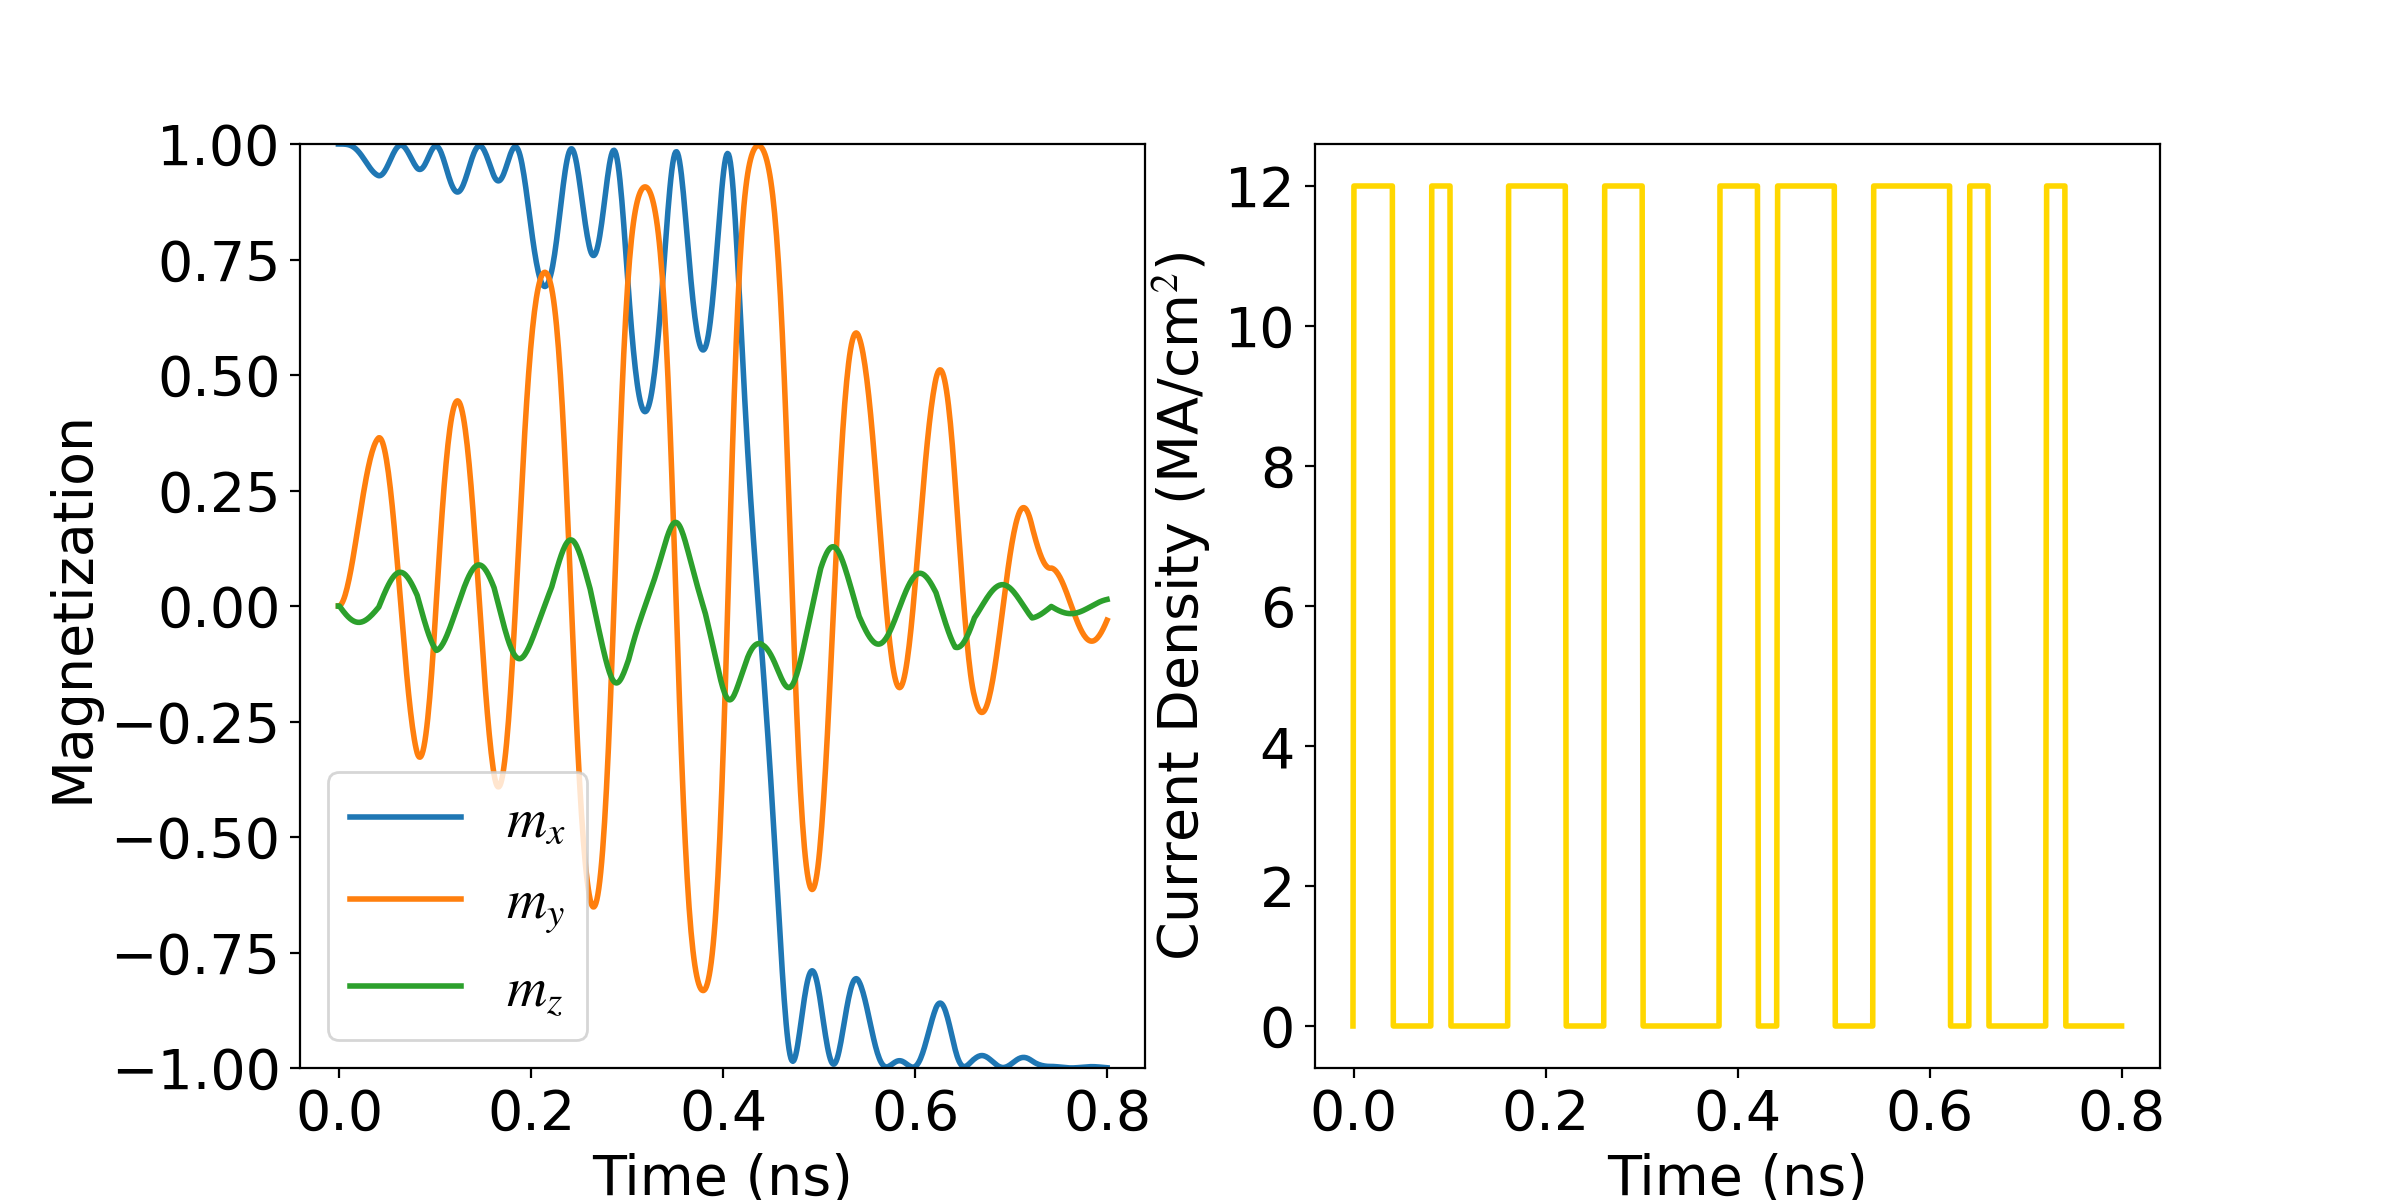 Magnetization
1.00
0.75
0.50
0.25
0.00
−0.25
−0.50
−0.75
−1.00
m_x
m_y
m_z
0.0 0.2 0.4 0.6 0.8
Time (ns)
Current Density (MA/cm²)
12
10
8
6
4
2
0
0.0 0.2 0.4 0.6 0.8
Time (ns)